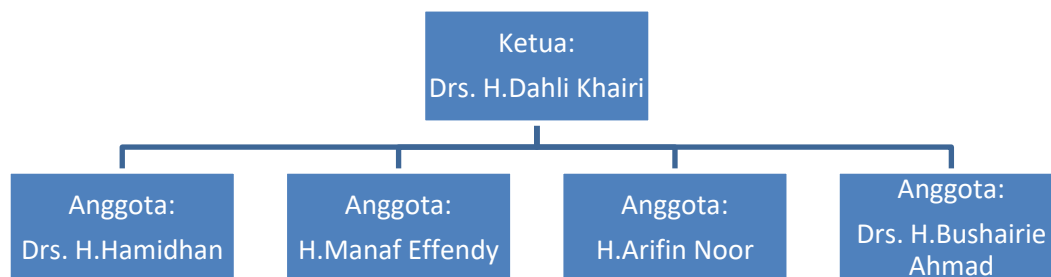 Ketua:
Drs. H.Dahli Khairi
Anggota:
Drs. H.Hamidhan
Anggota:
H.Manaf Effendy
Anggota:
H.Arifin Noor
Anggota:
Drs. H.Bushairie
Ahmad